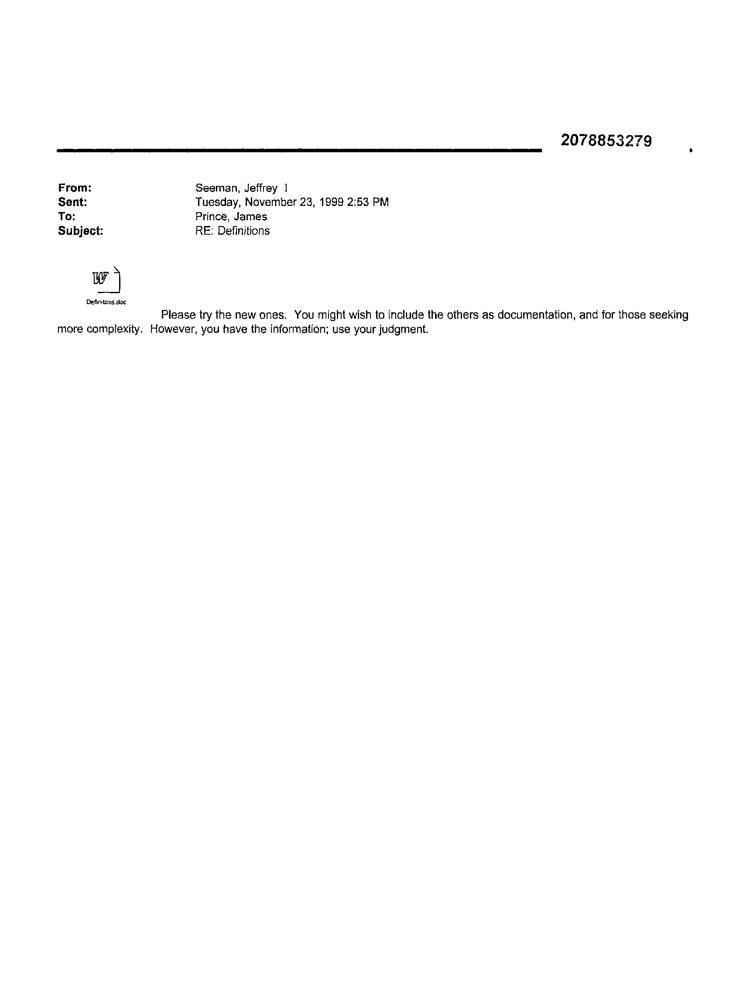 2078853279
From: Seeman, Jeffrey I
Sent: Tuesday, November 23, 1999 2:53 PM
To: Prince, James
Subject: RE: Definitions
W
Definitions.doc
Please try the new ones. You might wish to include the others as documentation, and for those seeking
more complexity. However, you have the information; use your judgment.